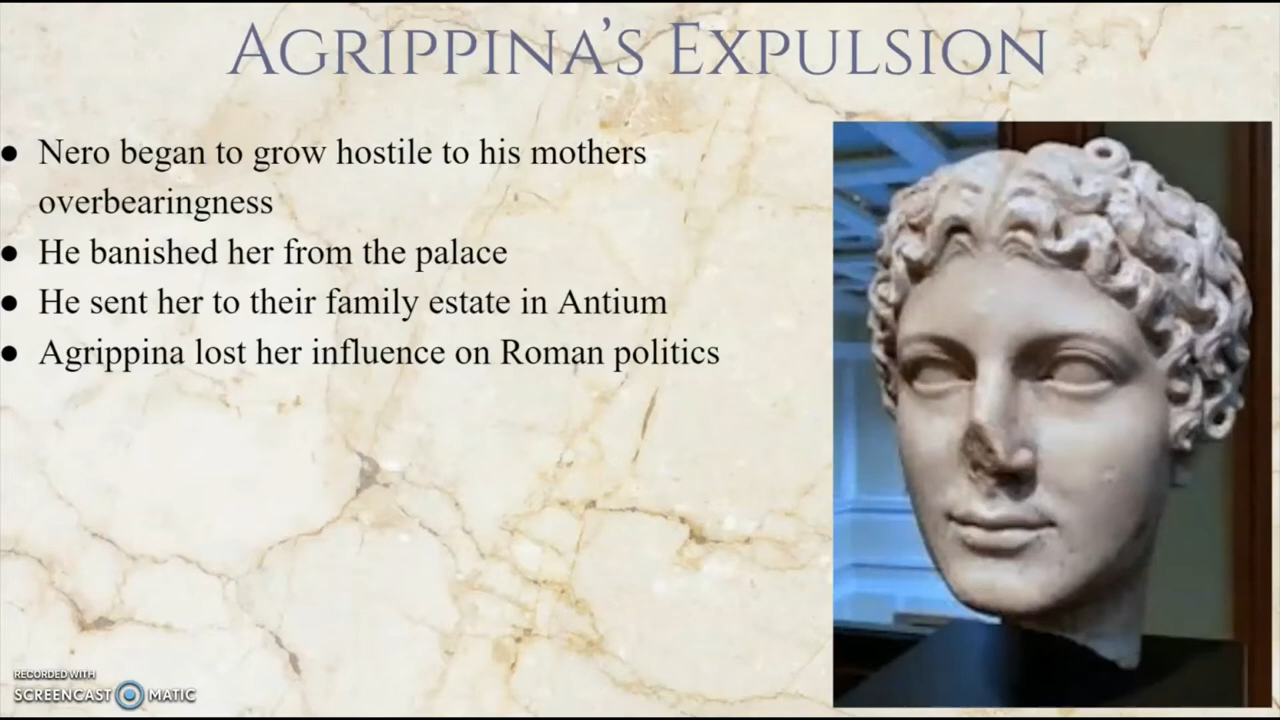 AGRIPPINA'S EXPULSION
● Nero began to grow hostile to his mothers
overbearingness
● He banished her from the palace
● He sent her to their family estate in Antium
● Agrippina lost her influence on Roman politics
RECORDED WITH
SCREENCAST MATIC